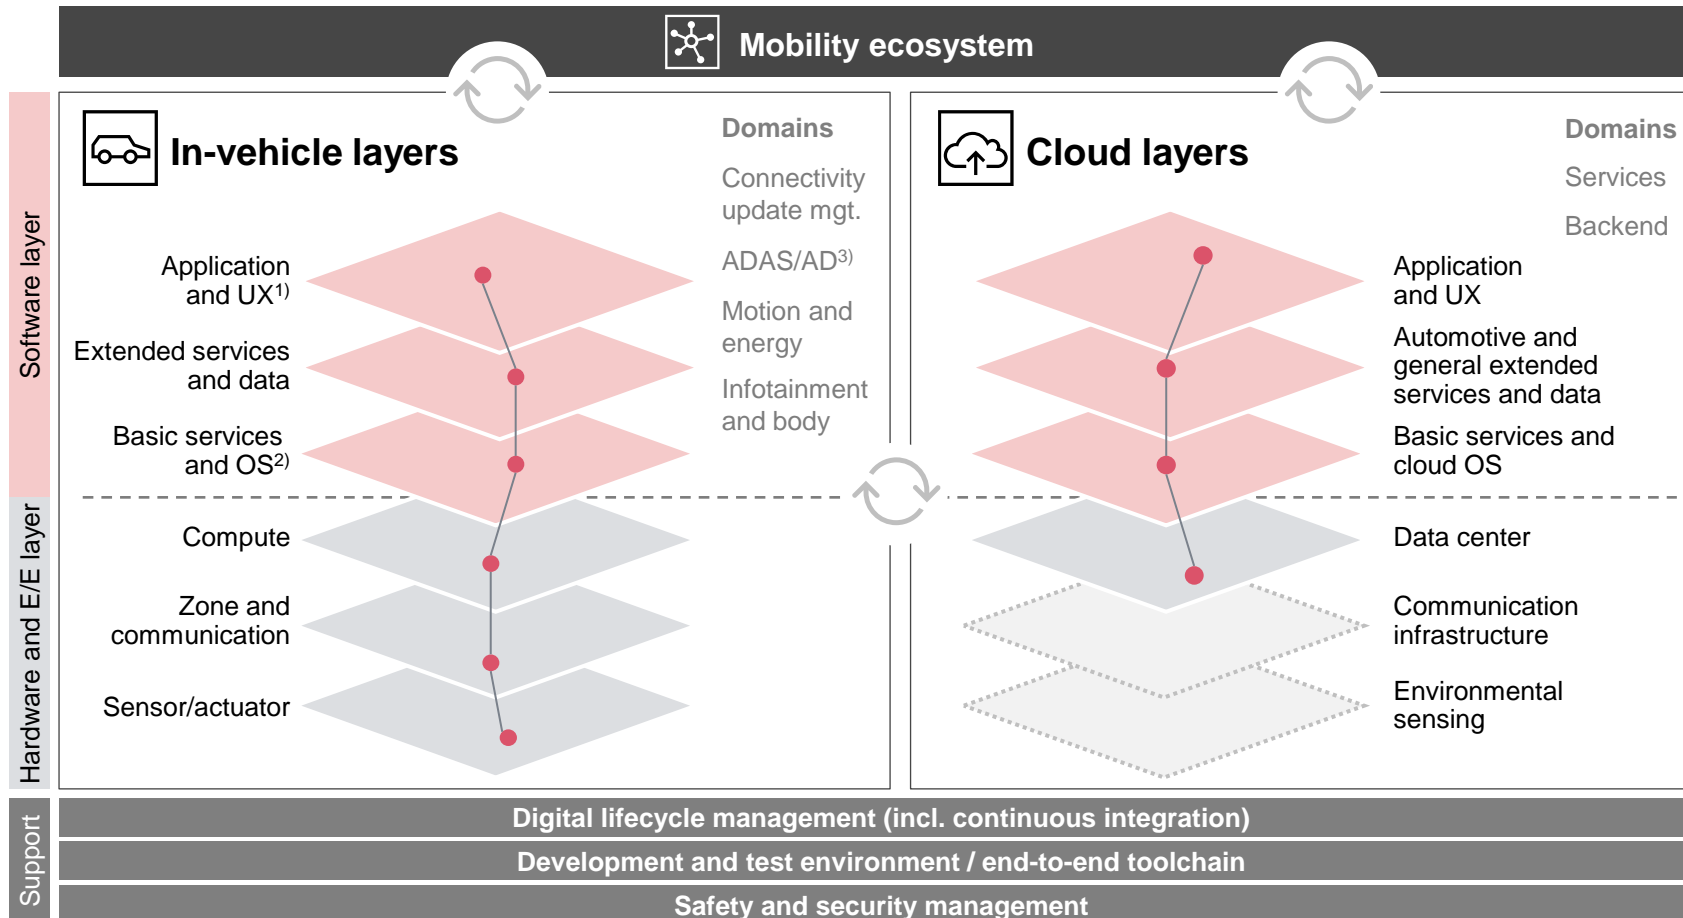 Mobility ecosystem
Software layer
Hardware and E/E layer
Support
In-vehicle layers
Domains
Connectivity
update mgt.
ADAS/AD3)
Motion and
energy
Infotainment
and body
Application
and UX1)
Extended services
and data
Basic services
and OS2)
Compute
Zone and
communication
Sensor/actuator
Cloud layers
Domains
Services
Backend
Application
and UX
Automotive and
general extended
services and data
Basic services and
cloud OS
Data center
Communication
infrastructure
Environmental
sensing
Digital lifecycle management (incl. continuous integration)
Development and test environment / end-to-end toolchain
Safety and security management